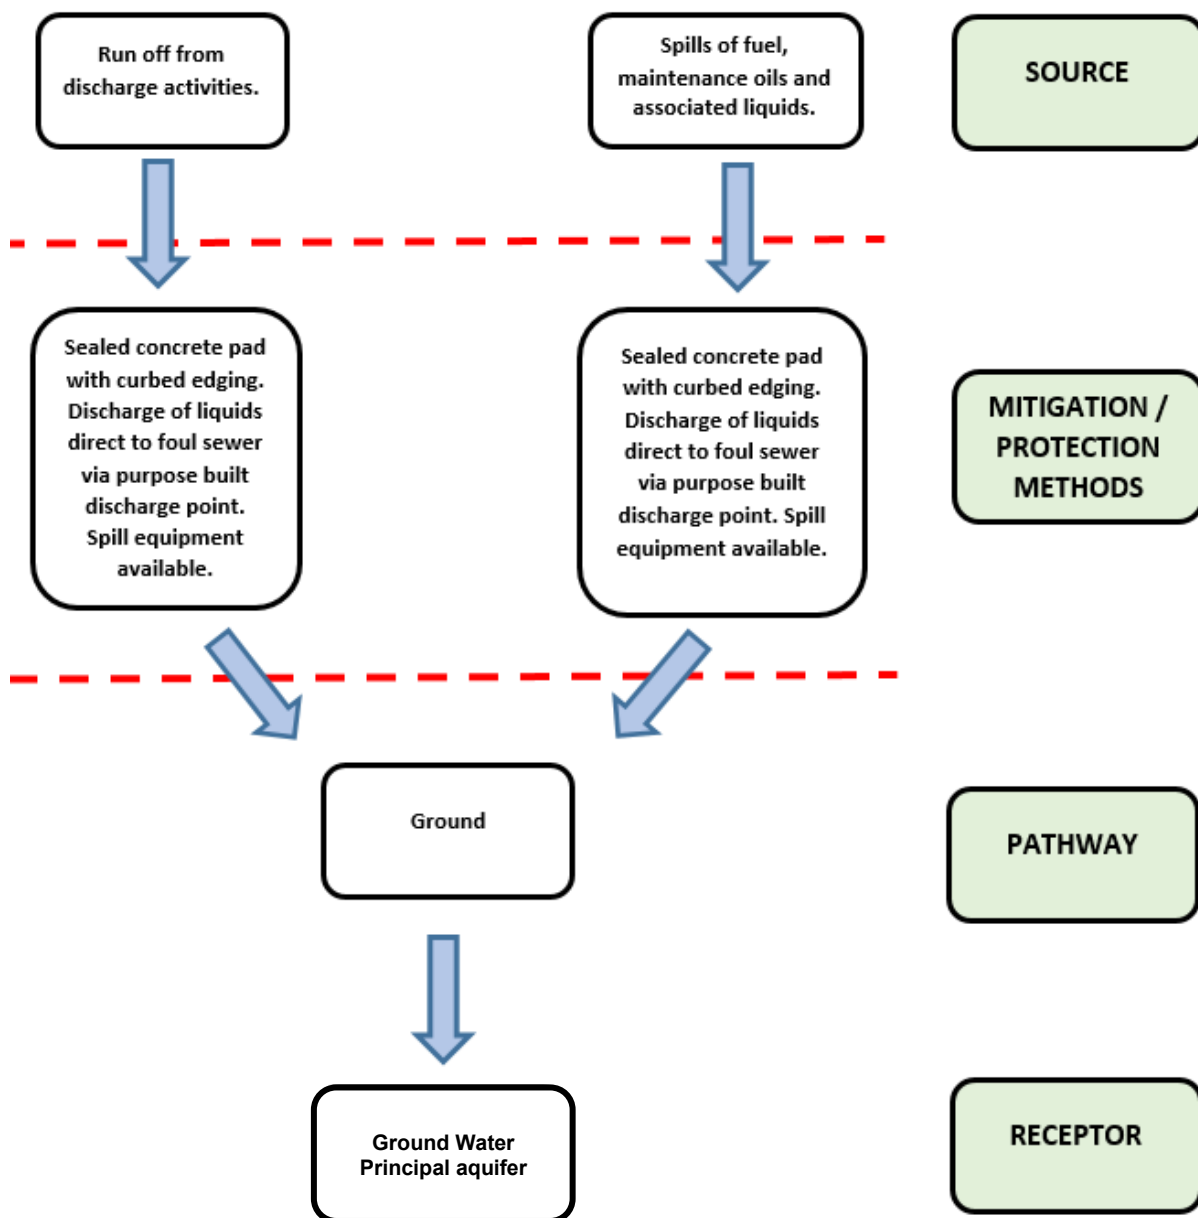 Run off from
discharge activities.
Spills of fuel,
maintenance oils and
associated liquids.
SOURCE
Sealed concrete pad
with curbed edging.
Discharge of liquids
direct to foul sewer
via purpose built
discharge point.
Spill equipment
available.
Sealed concrete pad
with curbed edging.
Discharge of liquids
direct to foul sewer
via purpose built
discharge point. Spill
equipment available.
MITIGATION /
PROTECTION
METHODS
Ground
PATHWAY
Ground Water
Principal aquifer
RECEPTOR